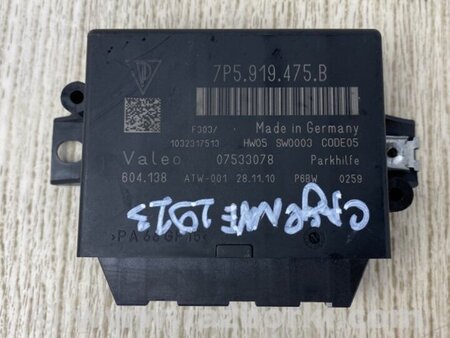 7P5.919.475.B
F303/ Made in Germany
1032317513 HW05 SW0003 CODE05
Valeo 07533078 Parkhilfe
604.138 ATW-001 28.11.10 P6BW 0259
CAYENNE 2013